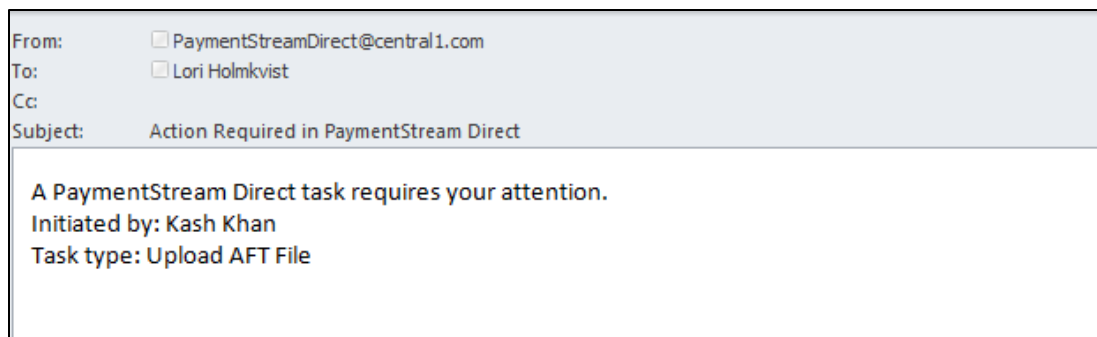 From: PaymentStreamDirect@central1.com
To: Lori Holmkvist
Cc:
Subject: Action Required in PaymentStream Direct
A PaymentStream Direct task requires your attention.
Initiated by: Kash Khan
Task type: Upload AFT File